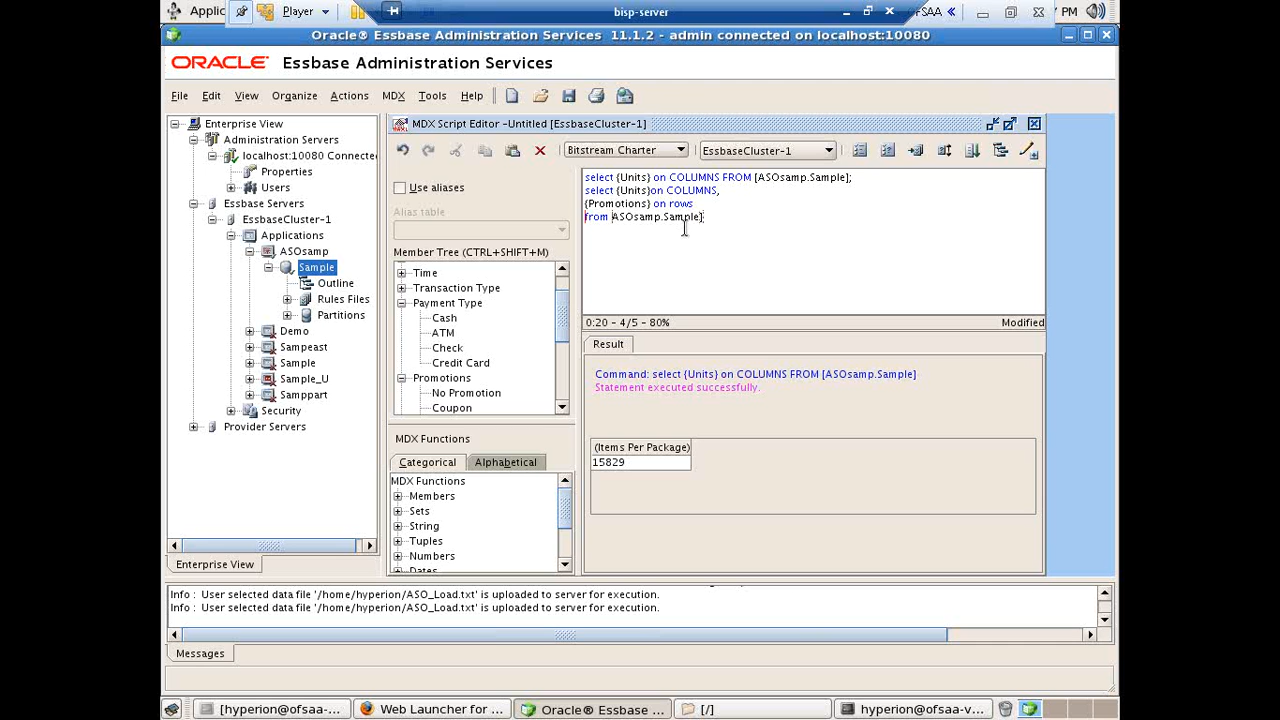 Applic
Player
bisp-server
OFSAA
PM
Oracle® Essbase Administration Services 11.1.2 - admin connected on localhost:10080
ORACLE® Essbase Administration Services
File Edit View Organize Actions MDX Tools Help
Enterprise View
Administration Servers
localhost:10080 Connecte
Properties
Users
Essbase Servers
EssbaseCluster-1
Applications
ASOsamp
Sample
Outline
Rules Files
Partitions
Demo
Sampeast
Sample
Sample_U
Samppart
Security
Provider Servers
Enterprise View
MDX Script Editor -Untitled [EssbaseCluster-1]
Bitstream Charter
EssbaseCluster-1
Use aliases
Alias table
Member Tree (CTRL+SHIFT+M)
Time
Transaction Type
Payment Type
Cash
ATM
Check
Credit Card
Promotions
No Promotion
Coupon
MDX Functions
Categorical Alphabetical
MDX Functions
Members
Sets
String
Tuples
Numbers
Dates
select {Units} on COLUMNS FROM [ASOsamp.Sample];
select {Units}on COLUMNS,
{Promotions} on rows
from ASOsamp.Sample]
0:20 - 4/5 - 80%
Modified
Result
Command: select {Units} on COLUMNS FROM [ASOsamp.Sample]
Statement executed successfully.
(Items Per Package)
15829
Info : User selected data file '/home/hyperion/ASO_Load.txt' is uploaded to server for execution.
Info : User selected data file '/home/hyperion/ASO_Load.txt' is uploaded to server for execution.
Messages
[hyperion@ofsaa-...
Web Launcher for ...
Oracle® Essbase ...
[/]
hyperion@ofsaa-v...